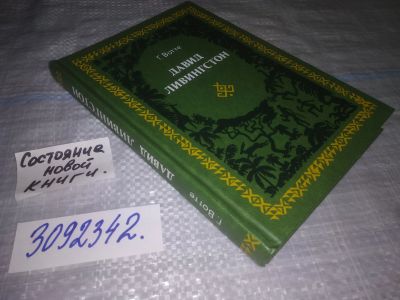 Г. Вотте
ДАВИД
ЛИВИНГСТОН
Г. Вотте
ДАВИД ЛИВИНГСТОН
Состояние
новой
книги.
3092342.